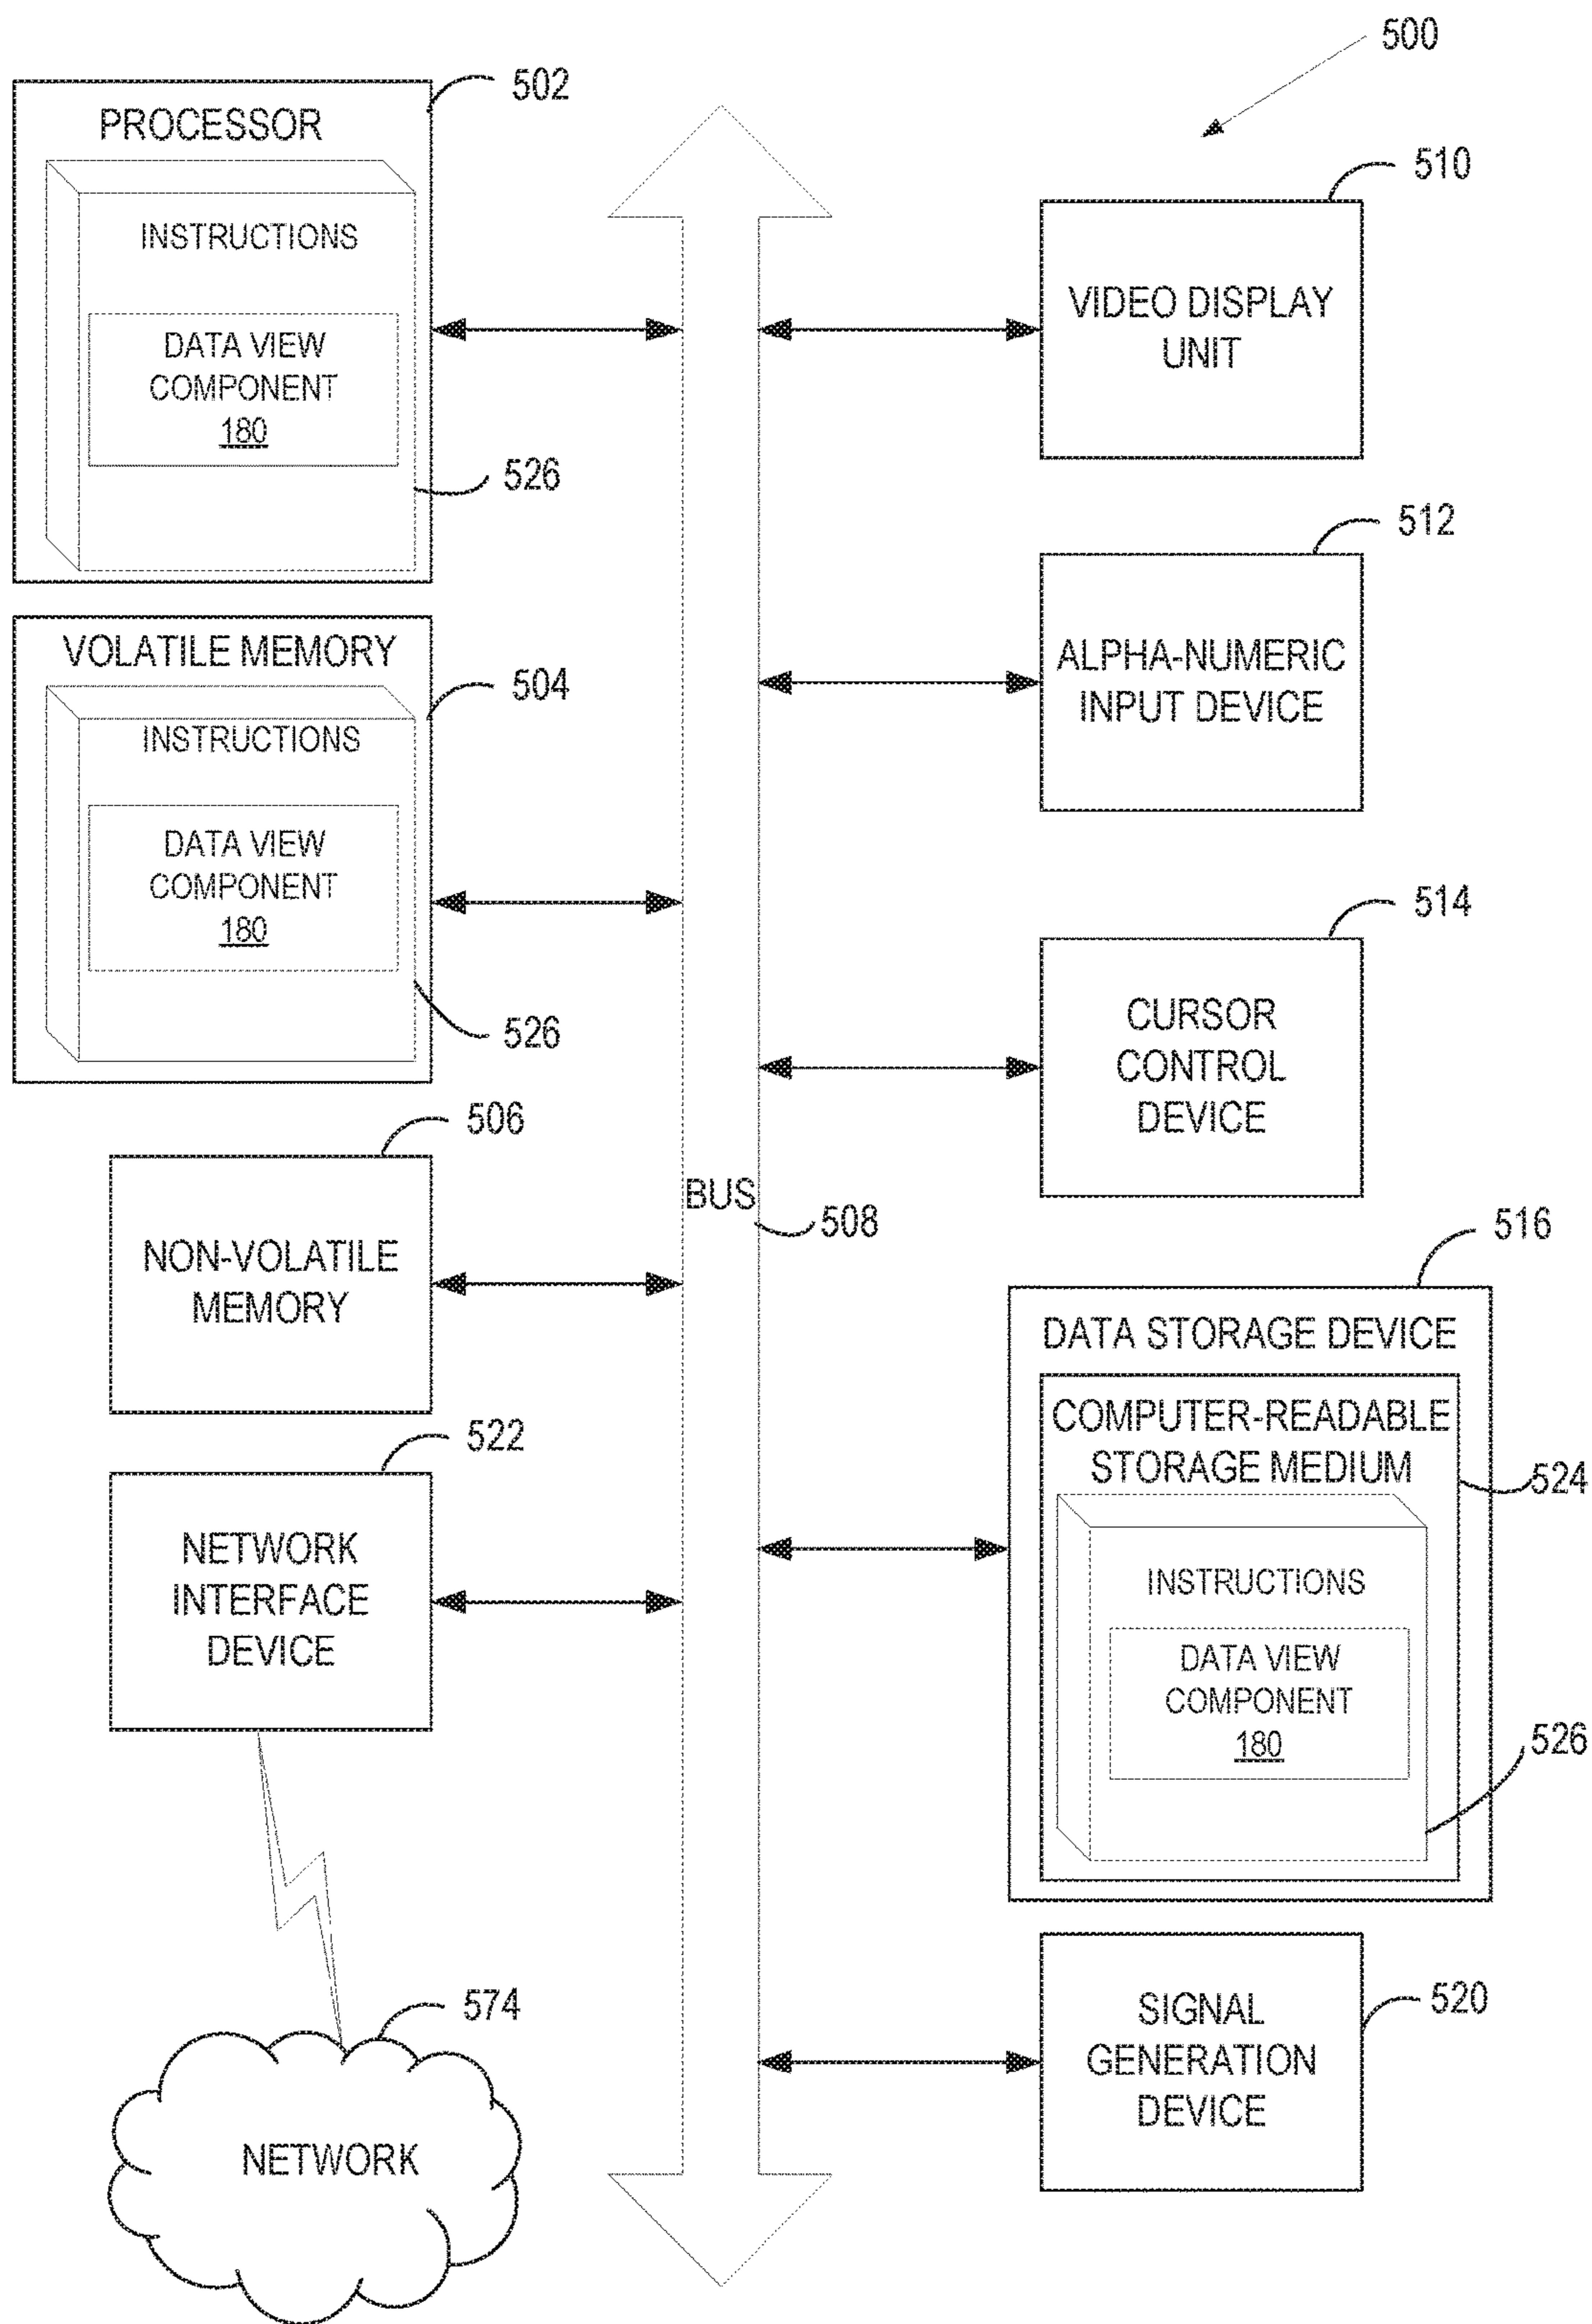 500
502
PROCESSOR
INSTRUCTIONS
DATA VIEW
COMPONENT
180
526
VOLATILE MEMORY
504
INSTRUCTIONS
DATA VIEW
COMPONENT
180
526
506
NON-VOLATILE
MEMORY
522
NETWORK
INTERFACE
DEVICE
574
NETWORK
BUS
508
510
VIDEO DISPLAY
UNIT
512
ALPHA-NUMERIC
INPUT DEVICE
514
CURSOR
CONTROL
DEVICE
516
DATA STORAGE DEVICE
COMPUTER-READABLE
STORAGE MEDIUM
524
INSTRUCTIONS
DATA VIEW
COMPONENT
180
526
SIGNAL
GENERATION
DEVICE
520